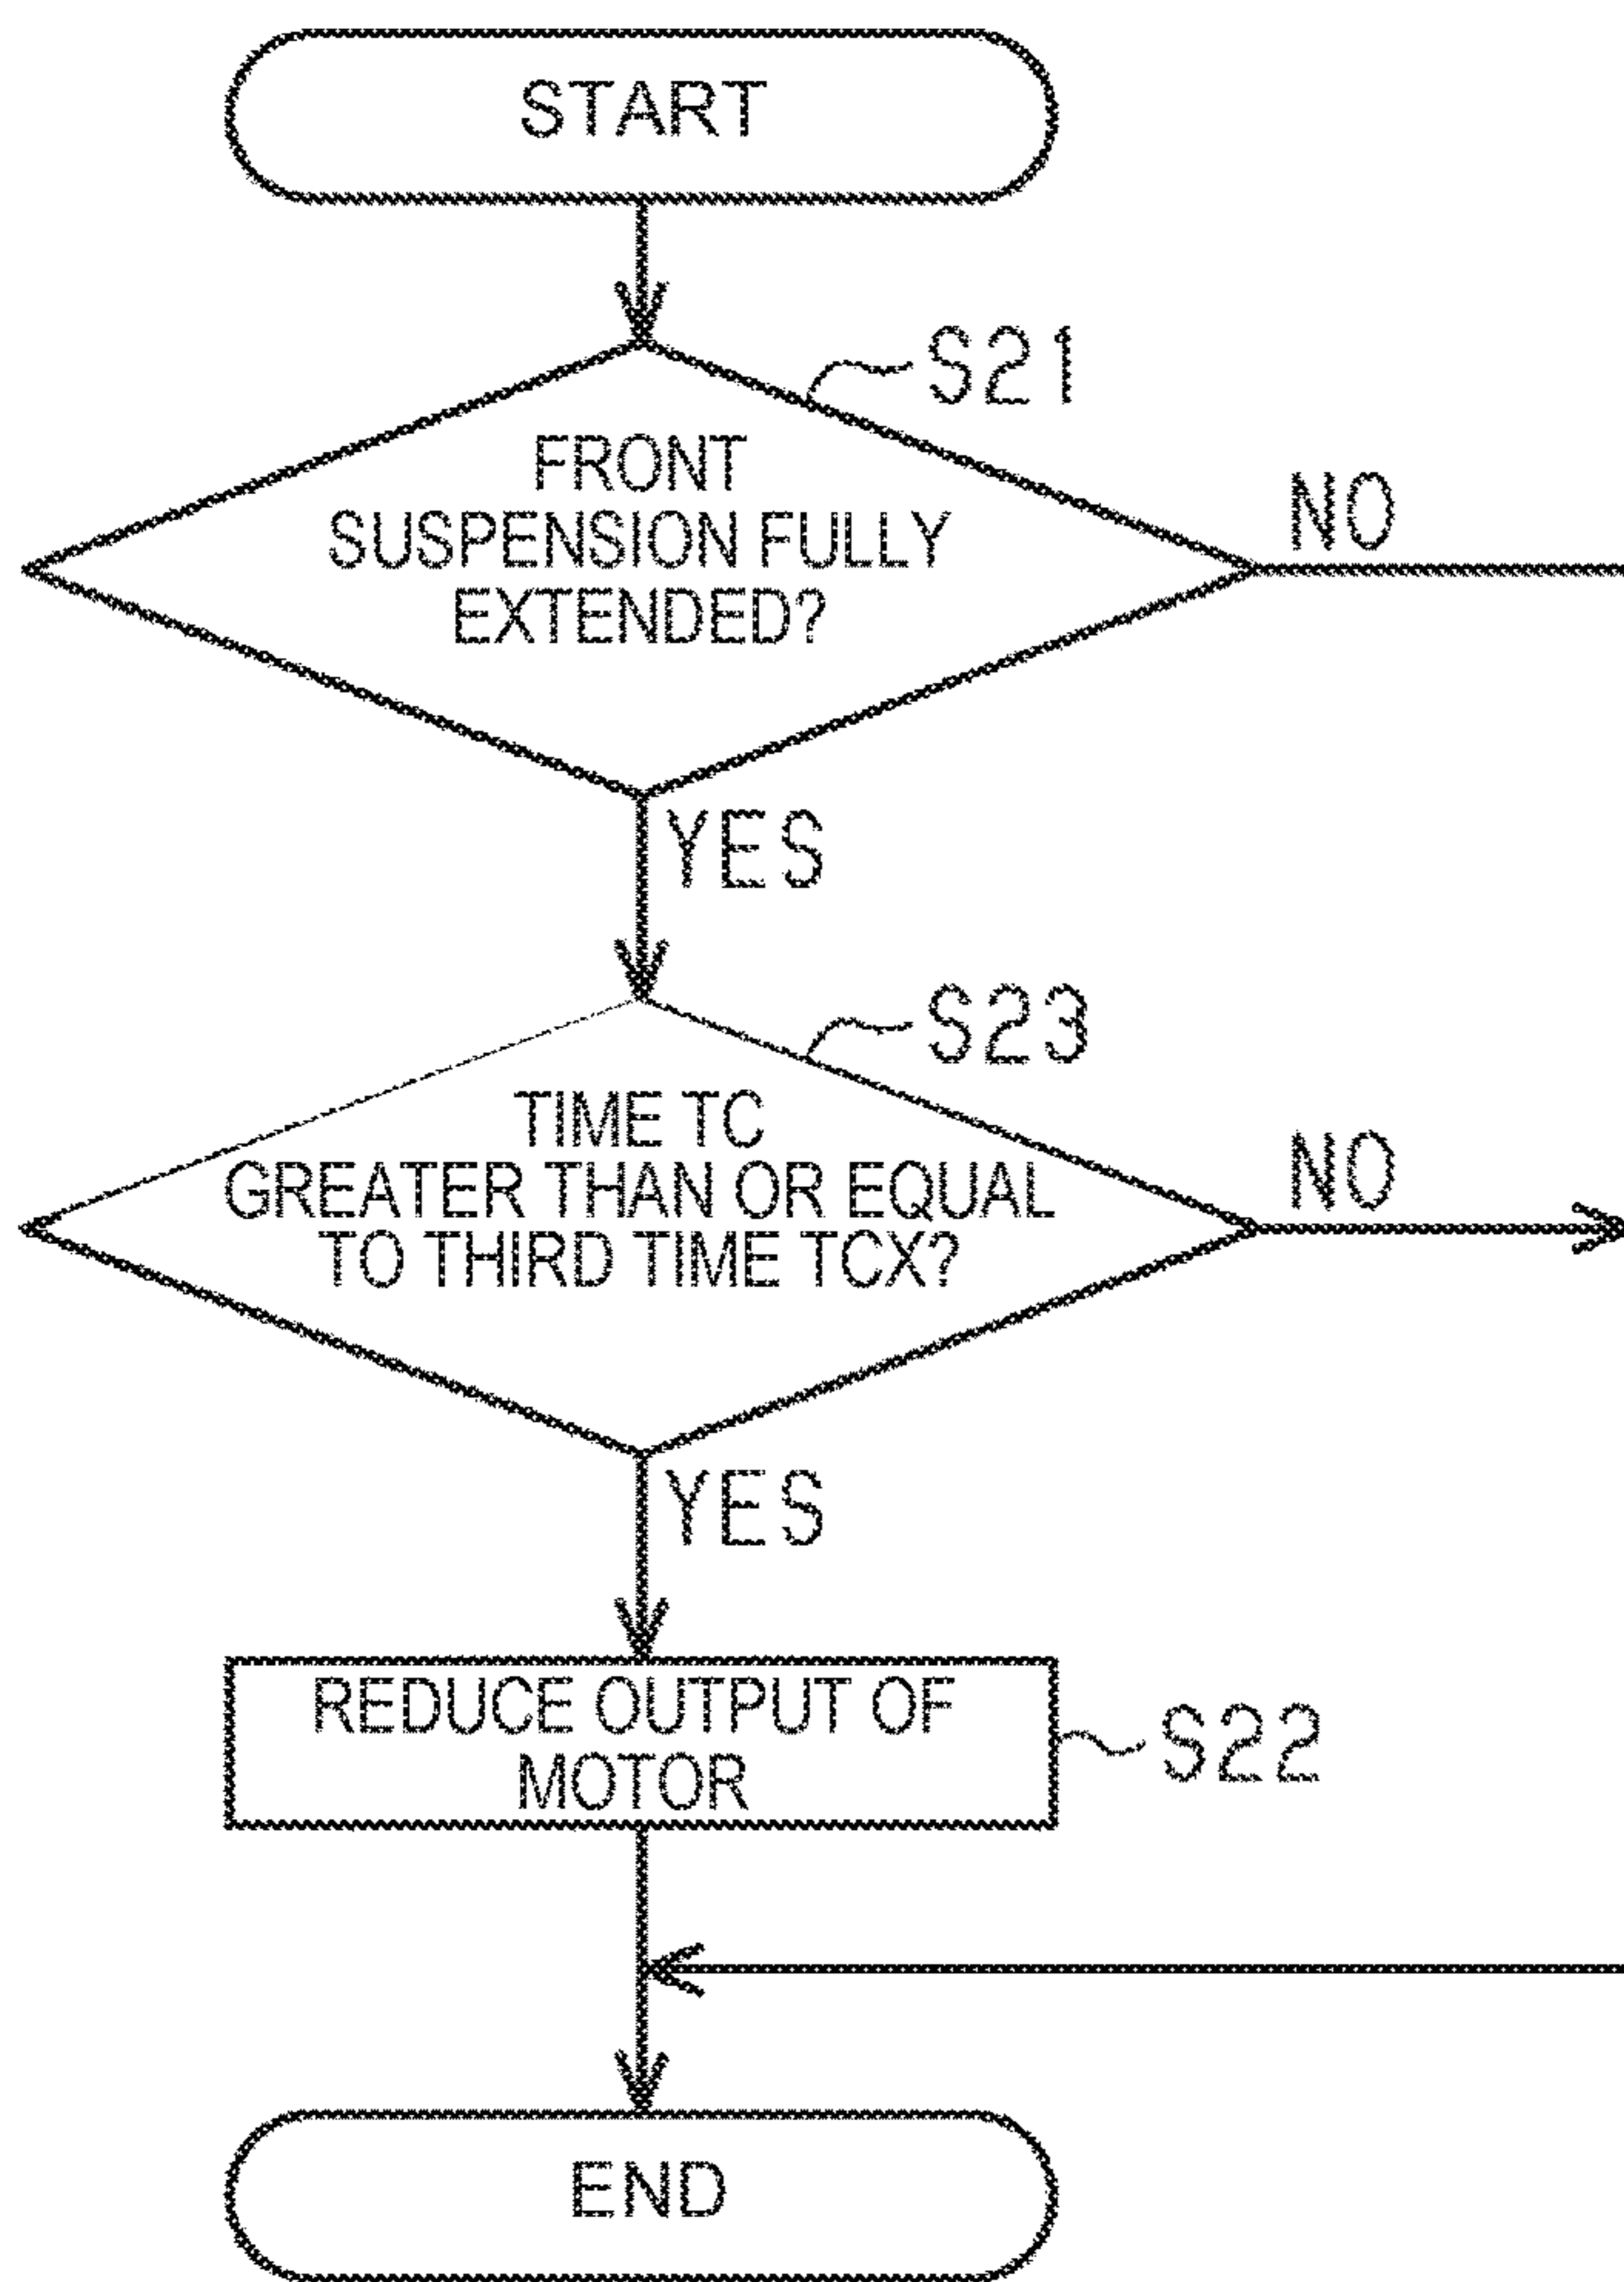 START
S21
FRONT
SUSPENSION FULLY
EXTENDED?
NO
YES
S23
TIME TC
GREATER THAN OR EQUAL
TO THIRD TIME TCX?
NO
YES
REDUCE OUTPUT OF
MOTOR
S22
END